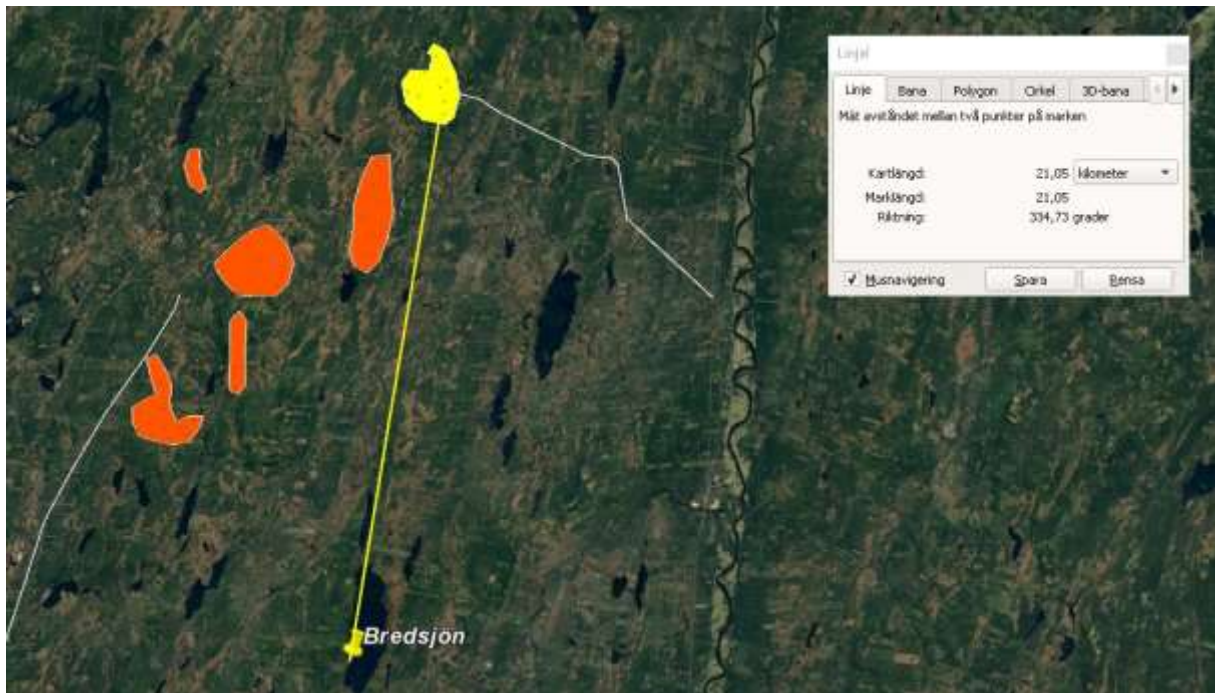 Linjal
Linje Bana Polygon Cirkel 3D-bana
Mät avståndet mellan två punkter på marken
Kartlängd: 21,05 kilometer
Marklängd: 21,05
Riktning: 334,73 grader
Musnavigering Spara Rensa
Bredsjön